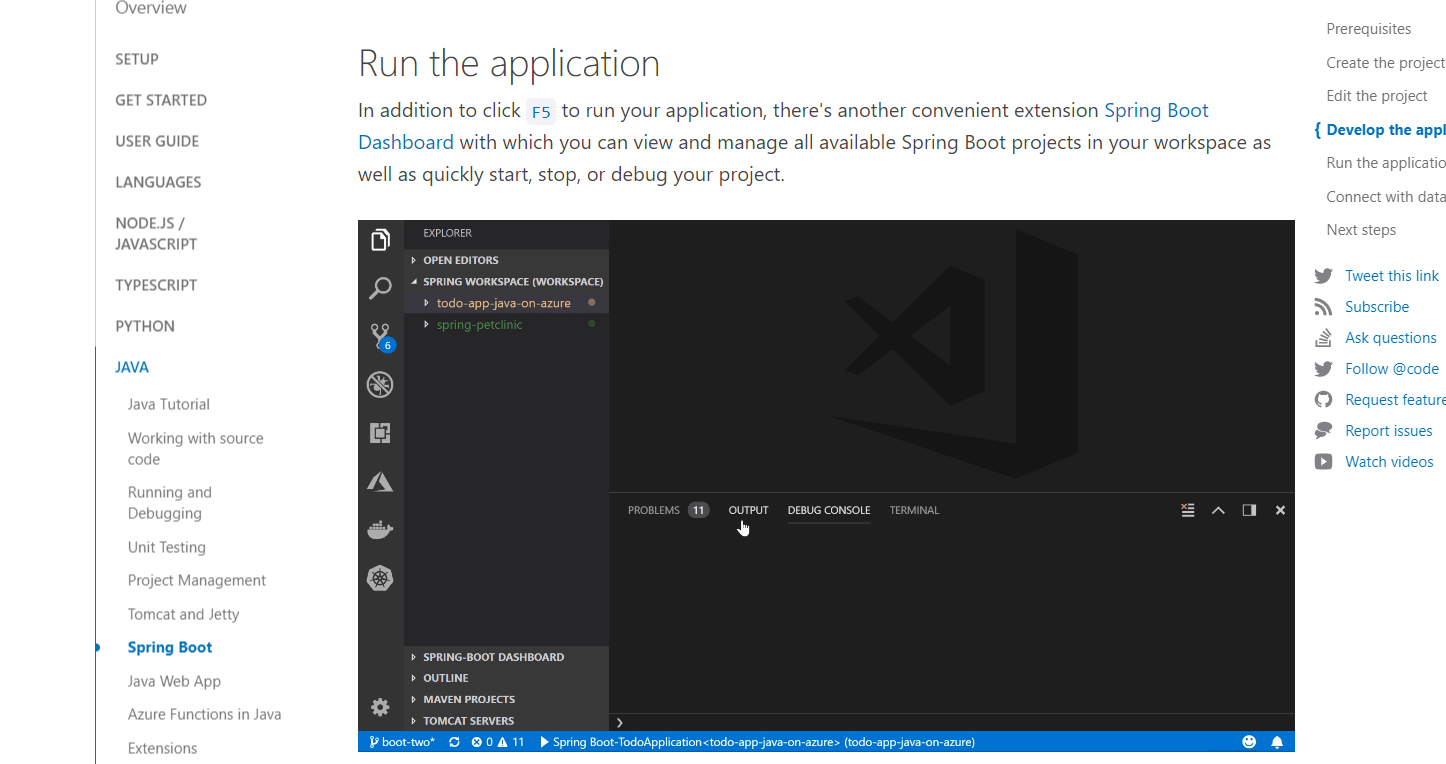 Overview
SETUP
GET STARTED
USER GUIDE
LANGUAGES
NODE.JS /
JAVASCRIPT
TYPESCRIPT
PYTHON
JAVA
Java Tutorial
Working with source
code
Running and
Debugging
Unit Testing
Project Management
Tomcat and Jetty
Spring Boot
Java Web App
Azure Functions in Java
Extensions
Run the application
In addition to click F5 to run your application, there's another convenient extension Spring Boot
Dashboard with which you can view and manage all available Spring Boot projects in your workspace as
well as quickly start, stop, or debug your project.
EXPLORER
OPEN EDITORS
SPRING WORKSPACE (WORKSPACE)
todo-app-java-on-azure
spring-petclinic
6
PROBLEMS 11 OUTPUT DEBUG CONSOLE TERMINAL
SPRING-BOOT DASHBOARD
OUTLINE
MAVEN PROJECTS
TOMCAT SERVERS
boot-two* 0 11 Spring Boot-TodoApplication<todo-app-java-on-azure> (todo-app-java-on-azure)
Prerequisites
Create the project
Edit the project
{ Develop the appl
Run the applicatio
Connect with data
Next steps
Tweet this link
Subscribe
Ask questions
Follow @code
Request feature
Report issues
Watch videos